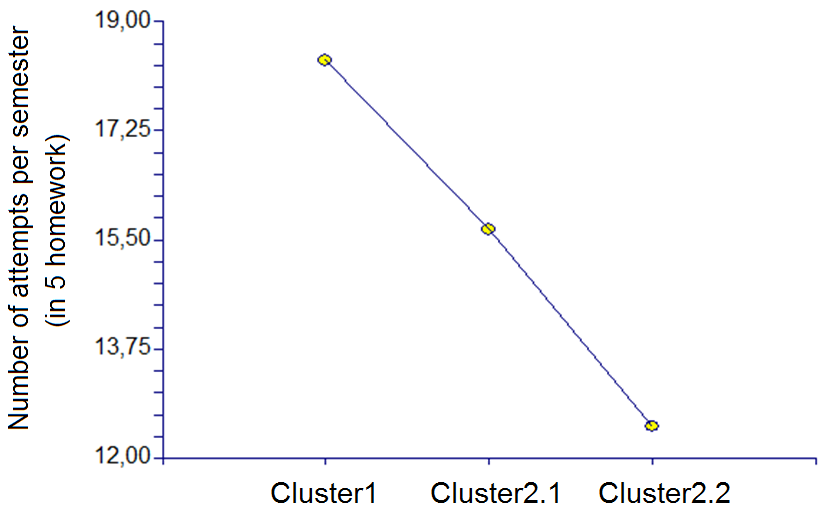 Number of attempts per semester
(in 5 homework)
19,00
17,25
15,50
13,75
12,00
Cluster1 Cluster2.1 Cluster2.2